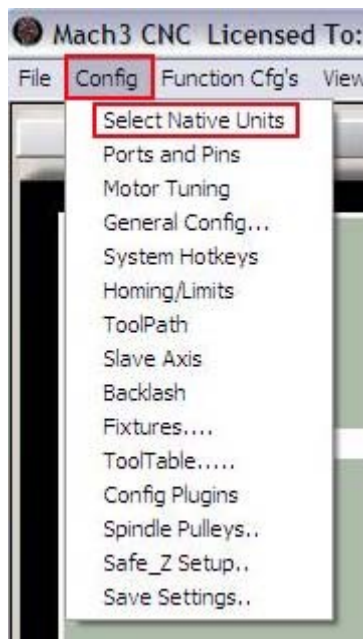 Mach3 CNC Licensed To:
File Config Function Cfg's View
Select Native Units
Ports and Pins
Motor Tuning
General Config...
System Hotkeys
Homing/Limits
ToolPath
Slave Axis
Backlash
Fixtures....
ToolTable.....
Config Plugins
Spindle Pulleys..
Safe_Z Setup..
Save Settings..